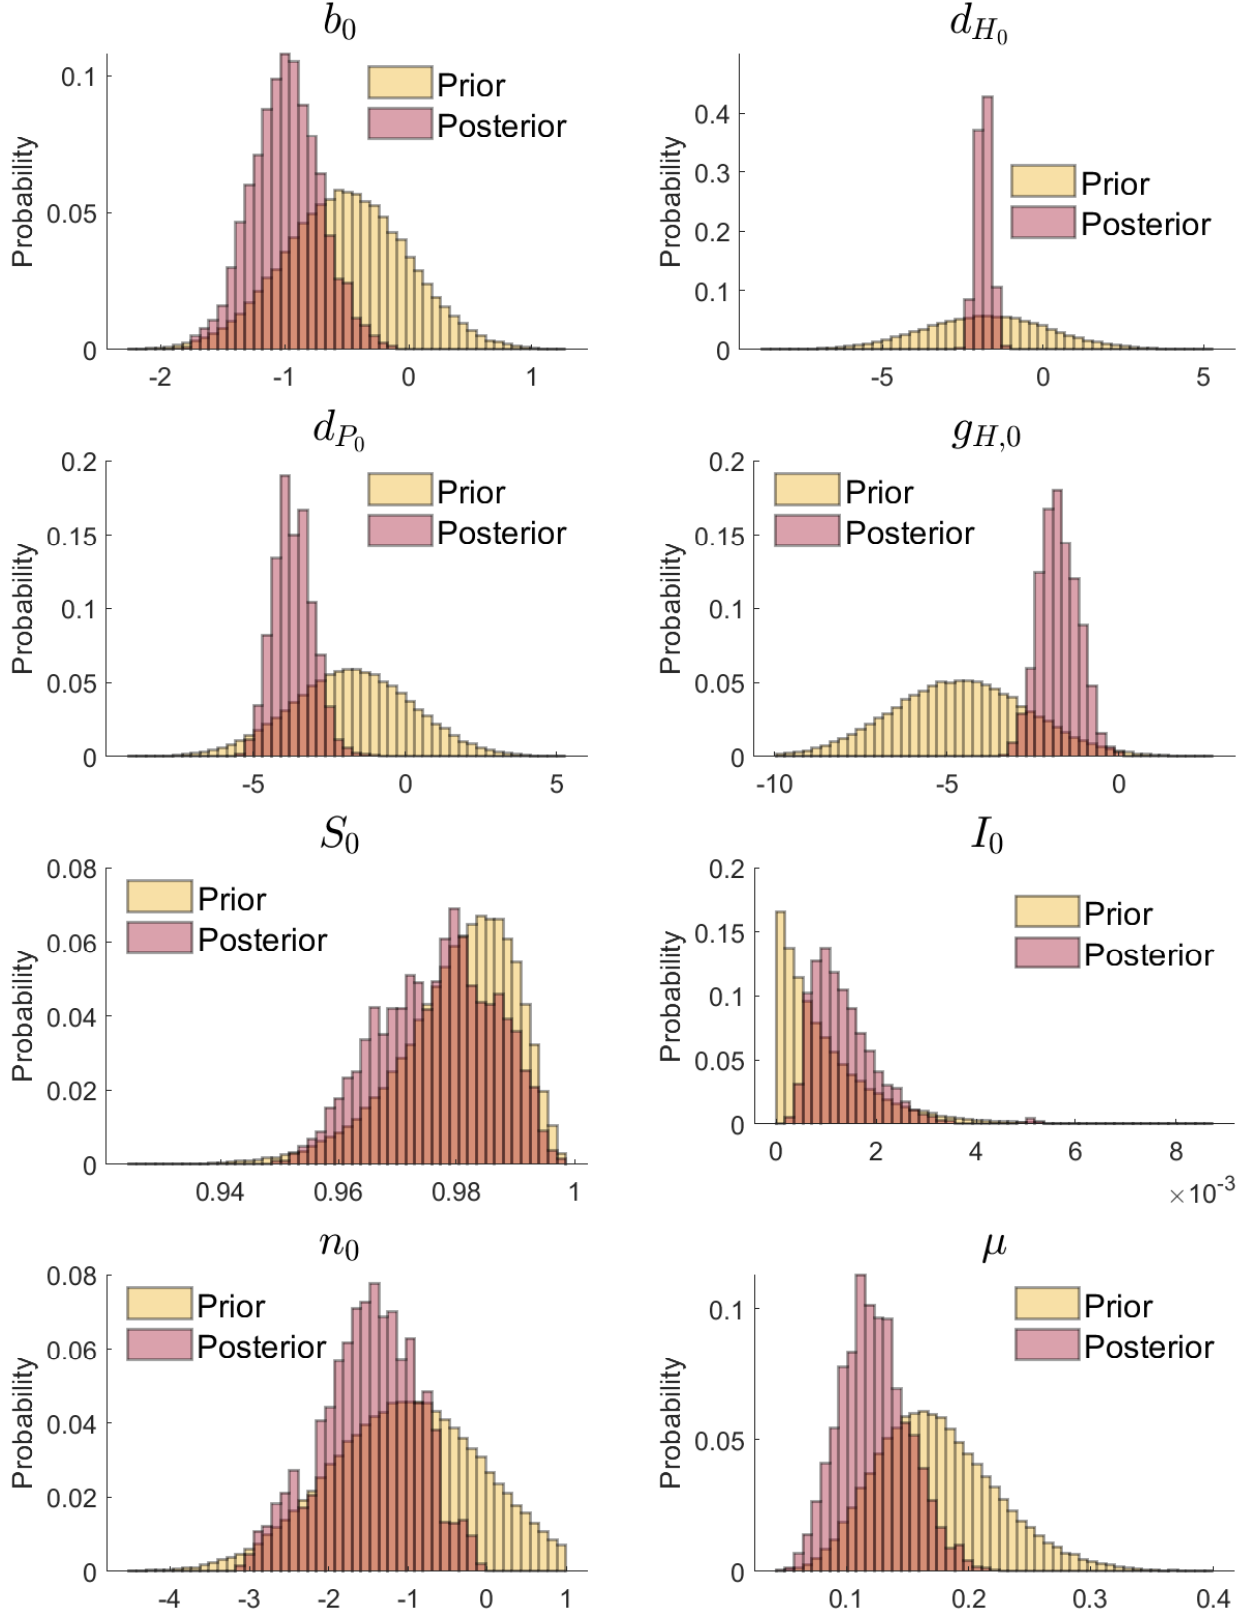 b0
Probability
0.1
0.05
0
-2 -1 0 1
Prior
Posterior
dH0
Probability
0.4
0.3
0.2
0.1
0
-5 0 5
Prior
Posterior
dP0
Probability
0.2
0.15
0.1
0.05
0
-5 0 5
Prior
Posterior
gH,0
Probability
0.2
0.15
0.1
0.05
0
-10 -5 0
Prior
Posterior
S0
Probability
0.08
0.06
0.04
0.02
0
0.94 0.96 0.98 1
Prior
Posterior
I0
Probability
0.2
0.15
0.1
0.05
0
0 2 4 6 8
×10-3
Prior
Posterior
n0
Probability
0.08
0.06
0.04
0.02
0
-4 -3 -2 -1 0 1
Prior
Posterior
μ
Probability
0.1
0.05
0
0.1 0.2 0.3 0.4
Prior
Posterior